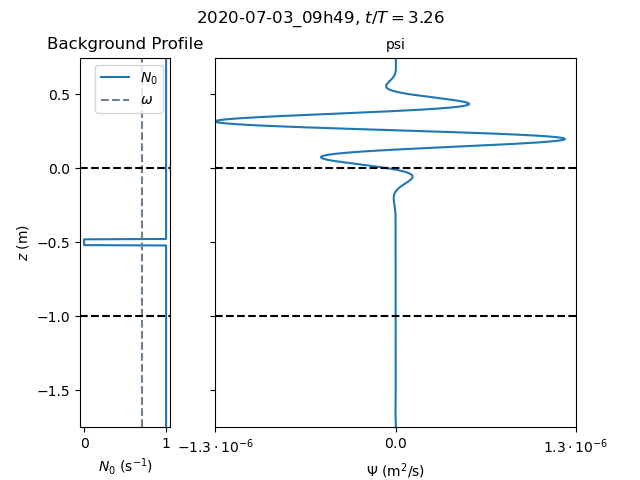 2020-07-03_09h49, t/T = 3.26
Background Profile
psi
N₀
ω
0.5
0.0
−0.5
−1.0
−1.5
z (m)
0
1
−1.3 · 10⁻⁶
0.0
1.3 · 10⁻⁶
N₀ (s⁻¹)
Ψ (m²/s)